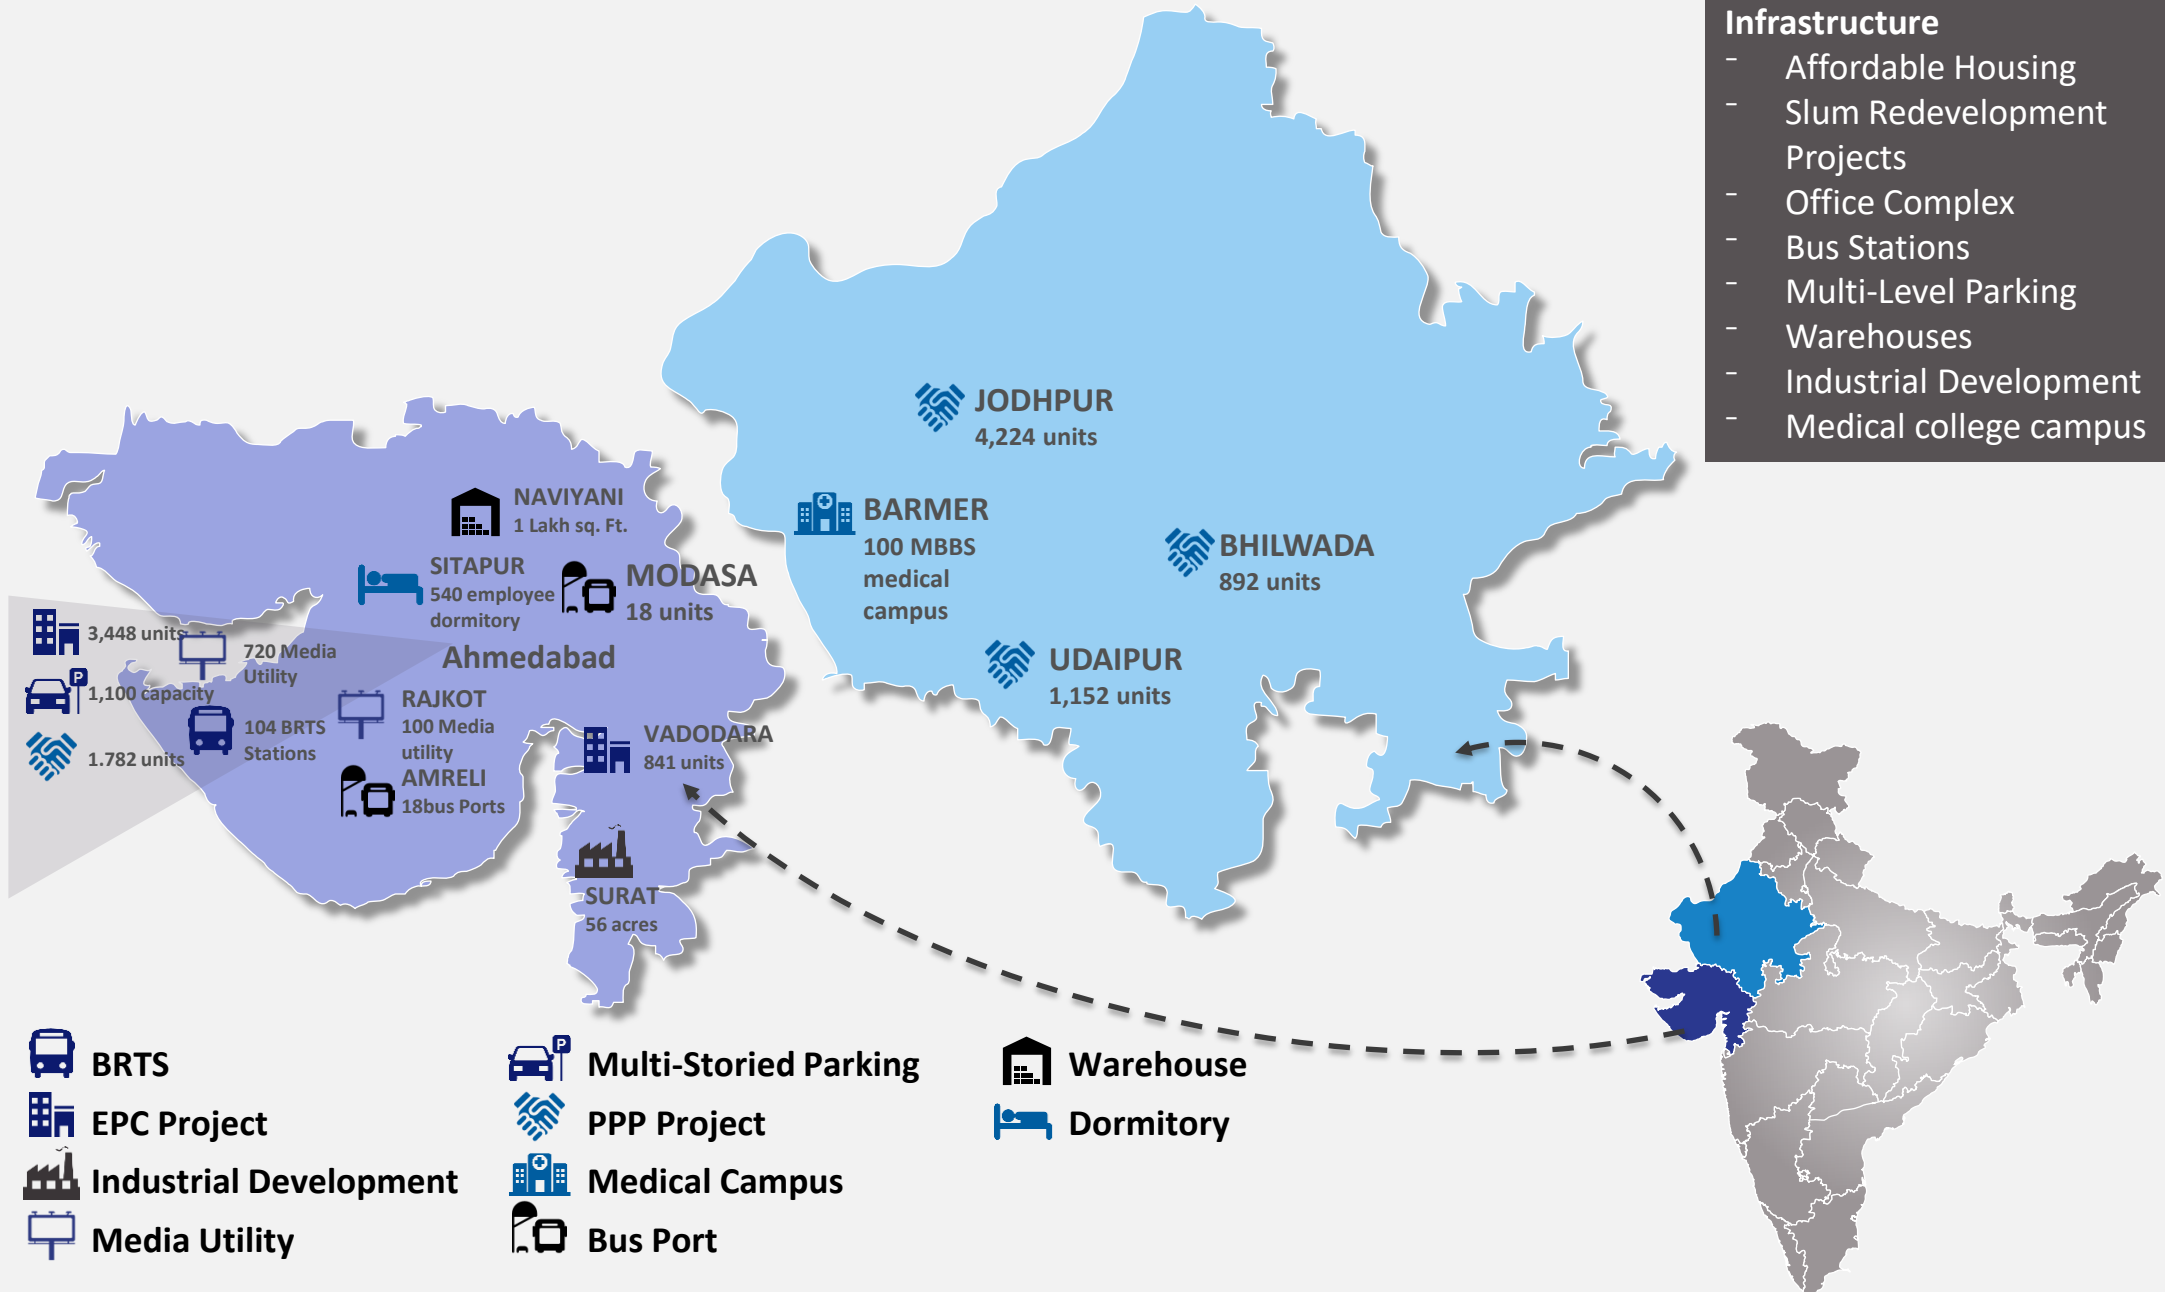 Infrastructure
- Affordable Housing
- Slum Redevelopment
Projects
- Office Complex
- Bus Stations
- Multi-Level Parking
- Warehouses
- Industrial Development
- Medical college campus
JODHPUR
4,224 units
BARMER
100 MBBS
medical
campus
BHILWADA
892 units
UDAIPUR
1,152 units
NAVIYANI
1 Lakh sq. Ft.
SITAPUR
540 employee
dormitory
MODASA
18 units
Ahmedabad
3,448 units
720 Media
Utility
P
1,100 capacity
104 BRTS
Stations
1.782 units
RAJKOT
100 Media
utility
AMRELI
18bus Ports
VADODARA
841 units
SURAT
56 acres
BRTS
EPC Project
Industrial Development
Media Utility
P
Multi-Storied Parking
PPP Project
Medical Campus
Bus Port
Warehouse
Dormitory